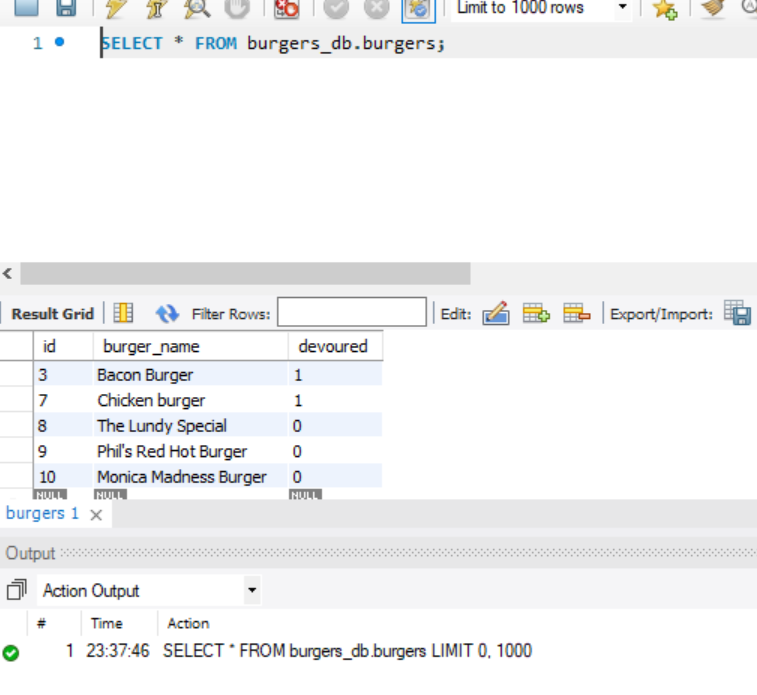 Limit to 1000 rows
1 SELECT * FROM burgers_db.burgers;
Result Grid Filter Rows: Edit: Export/Import:
id burger_name devoured
3 Bacon Burger 1
7 Chicken burger 1
8 The Lundy Special 0
9 Phil's Red Hot Burger 0
10 Monica Madness Burger 0
NULL NULL NULL
burgers 1
Output
Action Output
# Time Action
1 23:37:46 SELECT * FROM burgers_db.burgers LIMIT 0, 1000